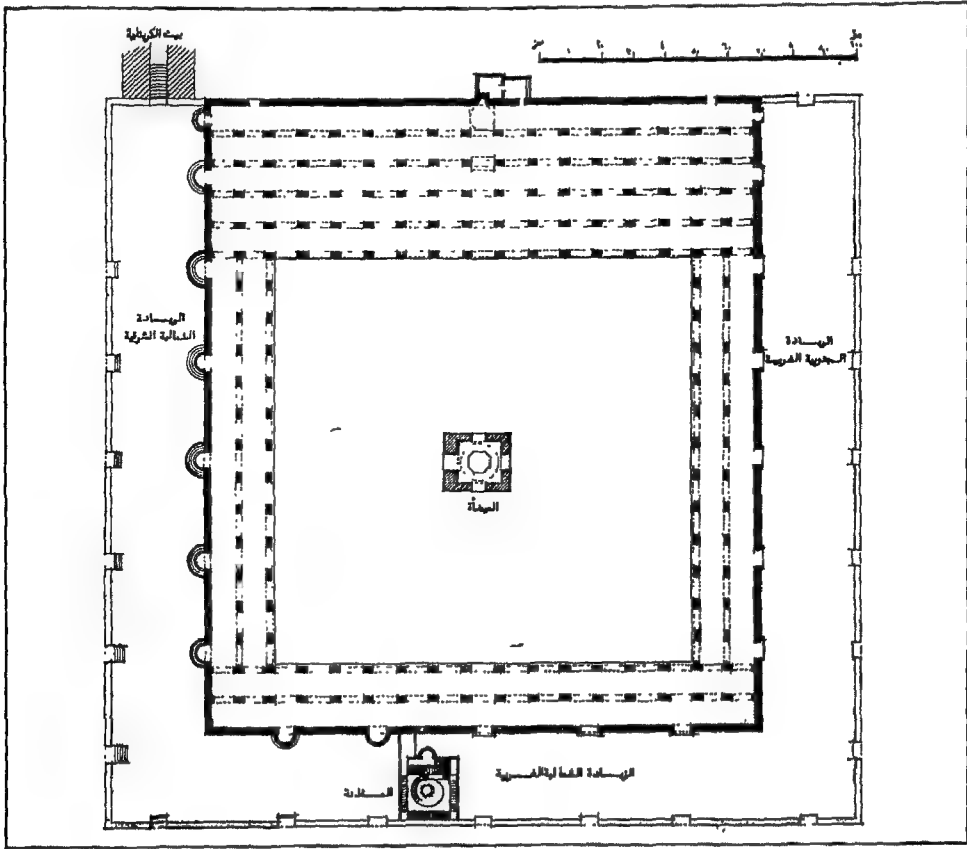 بيت الكريتلية
الزيادة
الشمالية الشرقية
الزيادة
الجنوبية الغربية
الميضأة
الزيادة الشمالية الغربية
المئذنة